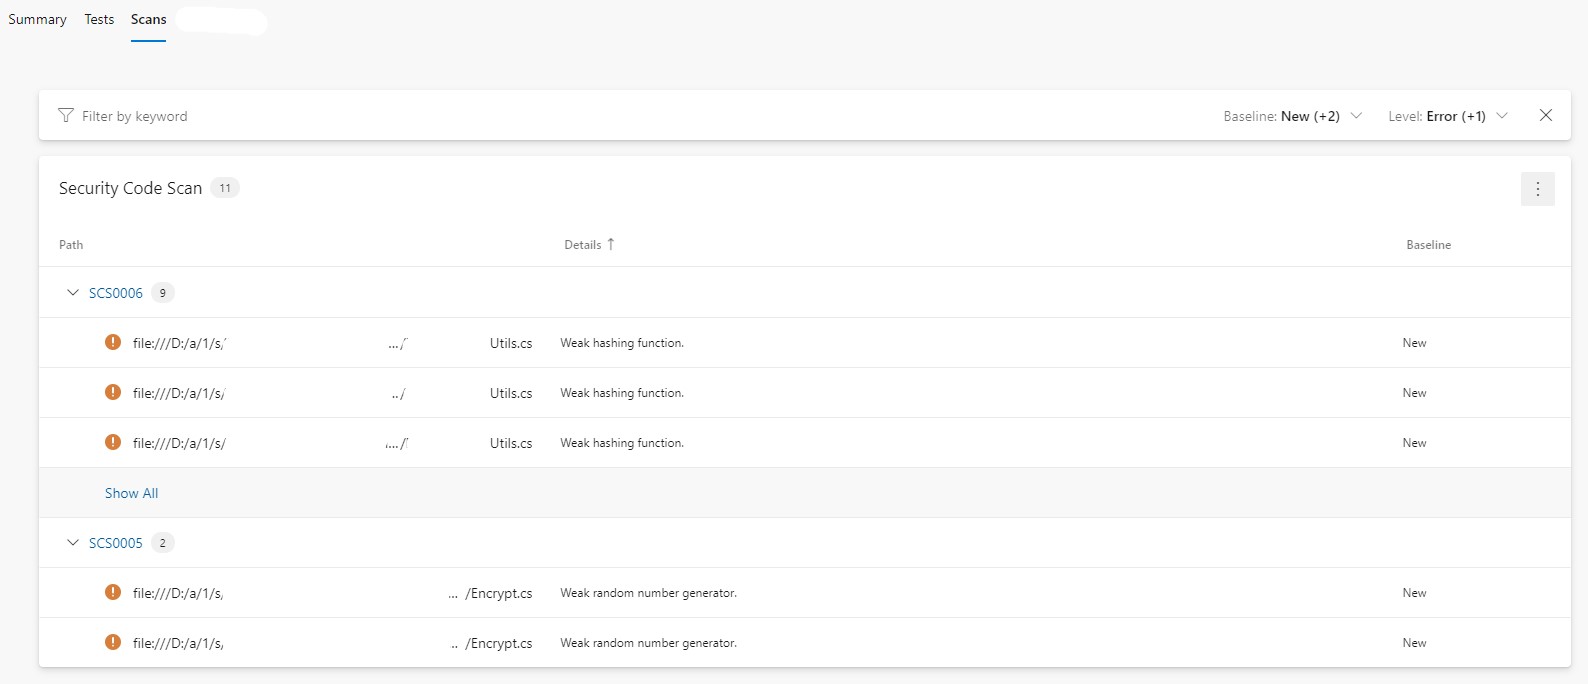 Summary Tests Scans
Filter by keyword Baseline: New (+2) Level: Error (+1)
Security Code Scan 11
Path Details ↑ Baseline
SCS0006 9
file:///D:/a/1/s/ .../ Utils.cs Weak hashing function. New
file:///D:/a/1/s/ ../ Utils.cs Weak hashing function. New
file:///D:/a/1/s/ .../ Utils.cs Weak hashing function. New
Show All
SCS0005 2
file:///D:/a/1/s, ... /Encrypt.cs Weak random number generator. New
file:///D:/a/1/s, .. /Encrypt.cs Weak random number generator. New